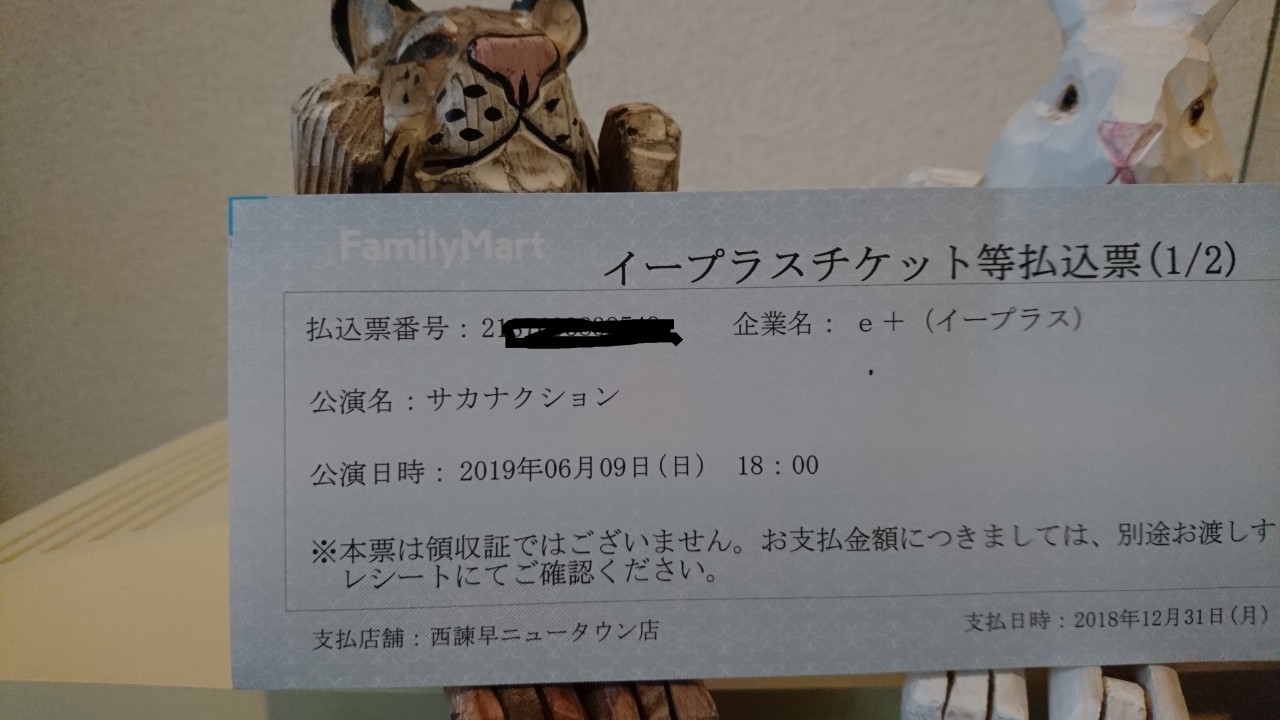 FamilyMart
イープラスチケット等払込票(1/2)
払込票番号：21 企業名： e＋（イープラス）
公演名：サカナクション
公演日時： 2019年06月09日(日) 18：00
※本票は領収証ではございません。お支払金額につきましては、別途お渡しす
レシートにてご確認ください。
支払店舗：西諫早ニュータウン店 支払日時：2018年12月31日(月)